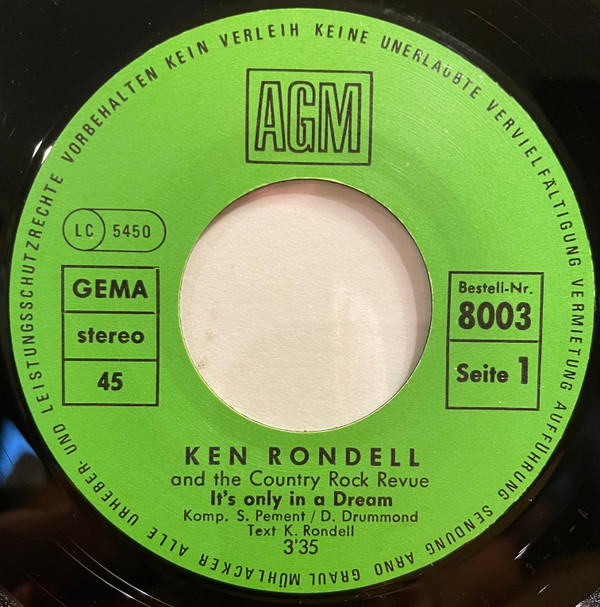 ALLE URHEBER- UND LEISTUNGSSCHUTZRECHTE VORBEHALTEN KEIN VERLEIH KEINE UNERLAUBTE VERVIELFÄLTIGUNG VERMIETUNG AUFFÜHRUNG SENDUNG ARNO GRAUL MÜHLACKER
AGM
LC 5450
GEMA
stereo
45
Bestell-Nr.
8003
Seite 1
KEN RONDELL
and the Country Rock Revue
It's only in a Dream
Komp. S. Pement / D. Drummond
Text K. Rondell
3'35